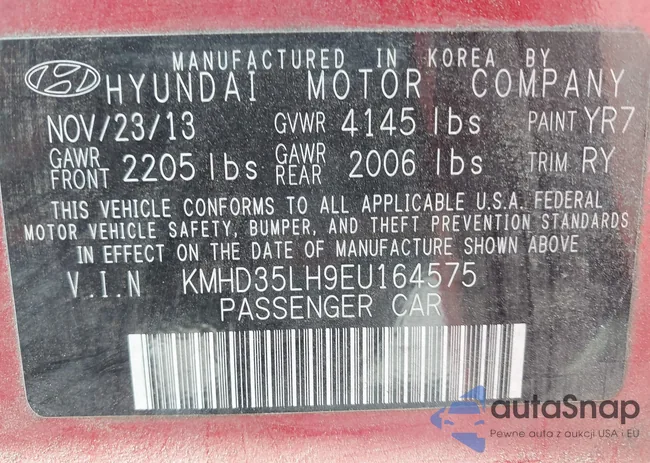 MANUFACTURED IN KOREA BY
HYUNDAI MOTOR COMPANY
NOV/23/13 GVWR 4145 lbs PAINT YR7
GAWR FRONT 2205 lbs GAWR REAR 2006 lbs TRIM RY
THIS VEHICLE CONFORMS TO ALL APPLICABLE U.S.A. FEDERAL
MOTOR VEHICLE SAFETY, BUMPER, AND THEFT PREVENTION STANDARDS
IN EFFECT ON THE DATE OF MANUFACTURE SHOWN ABOVE
V.I.N KMHD35LH9EU164575
PASSENGER CAR
autaSnap
Pewne auta z aukcji USA i EU